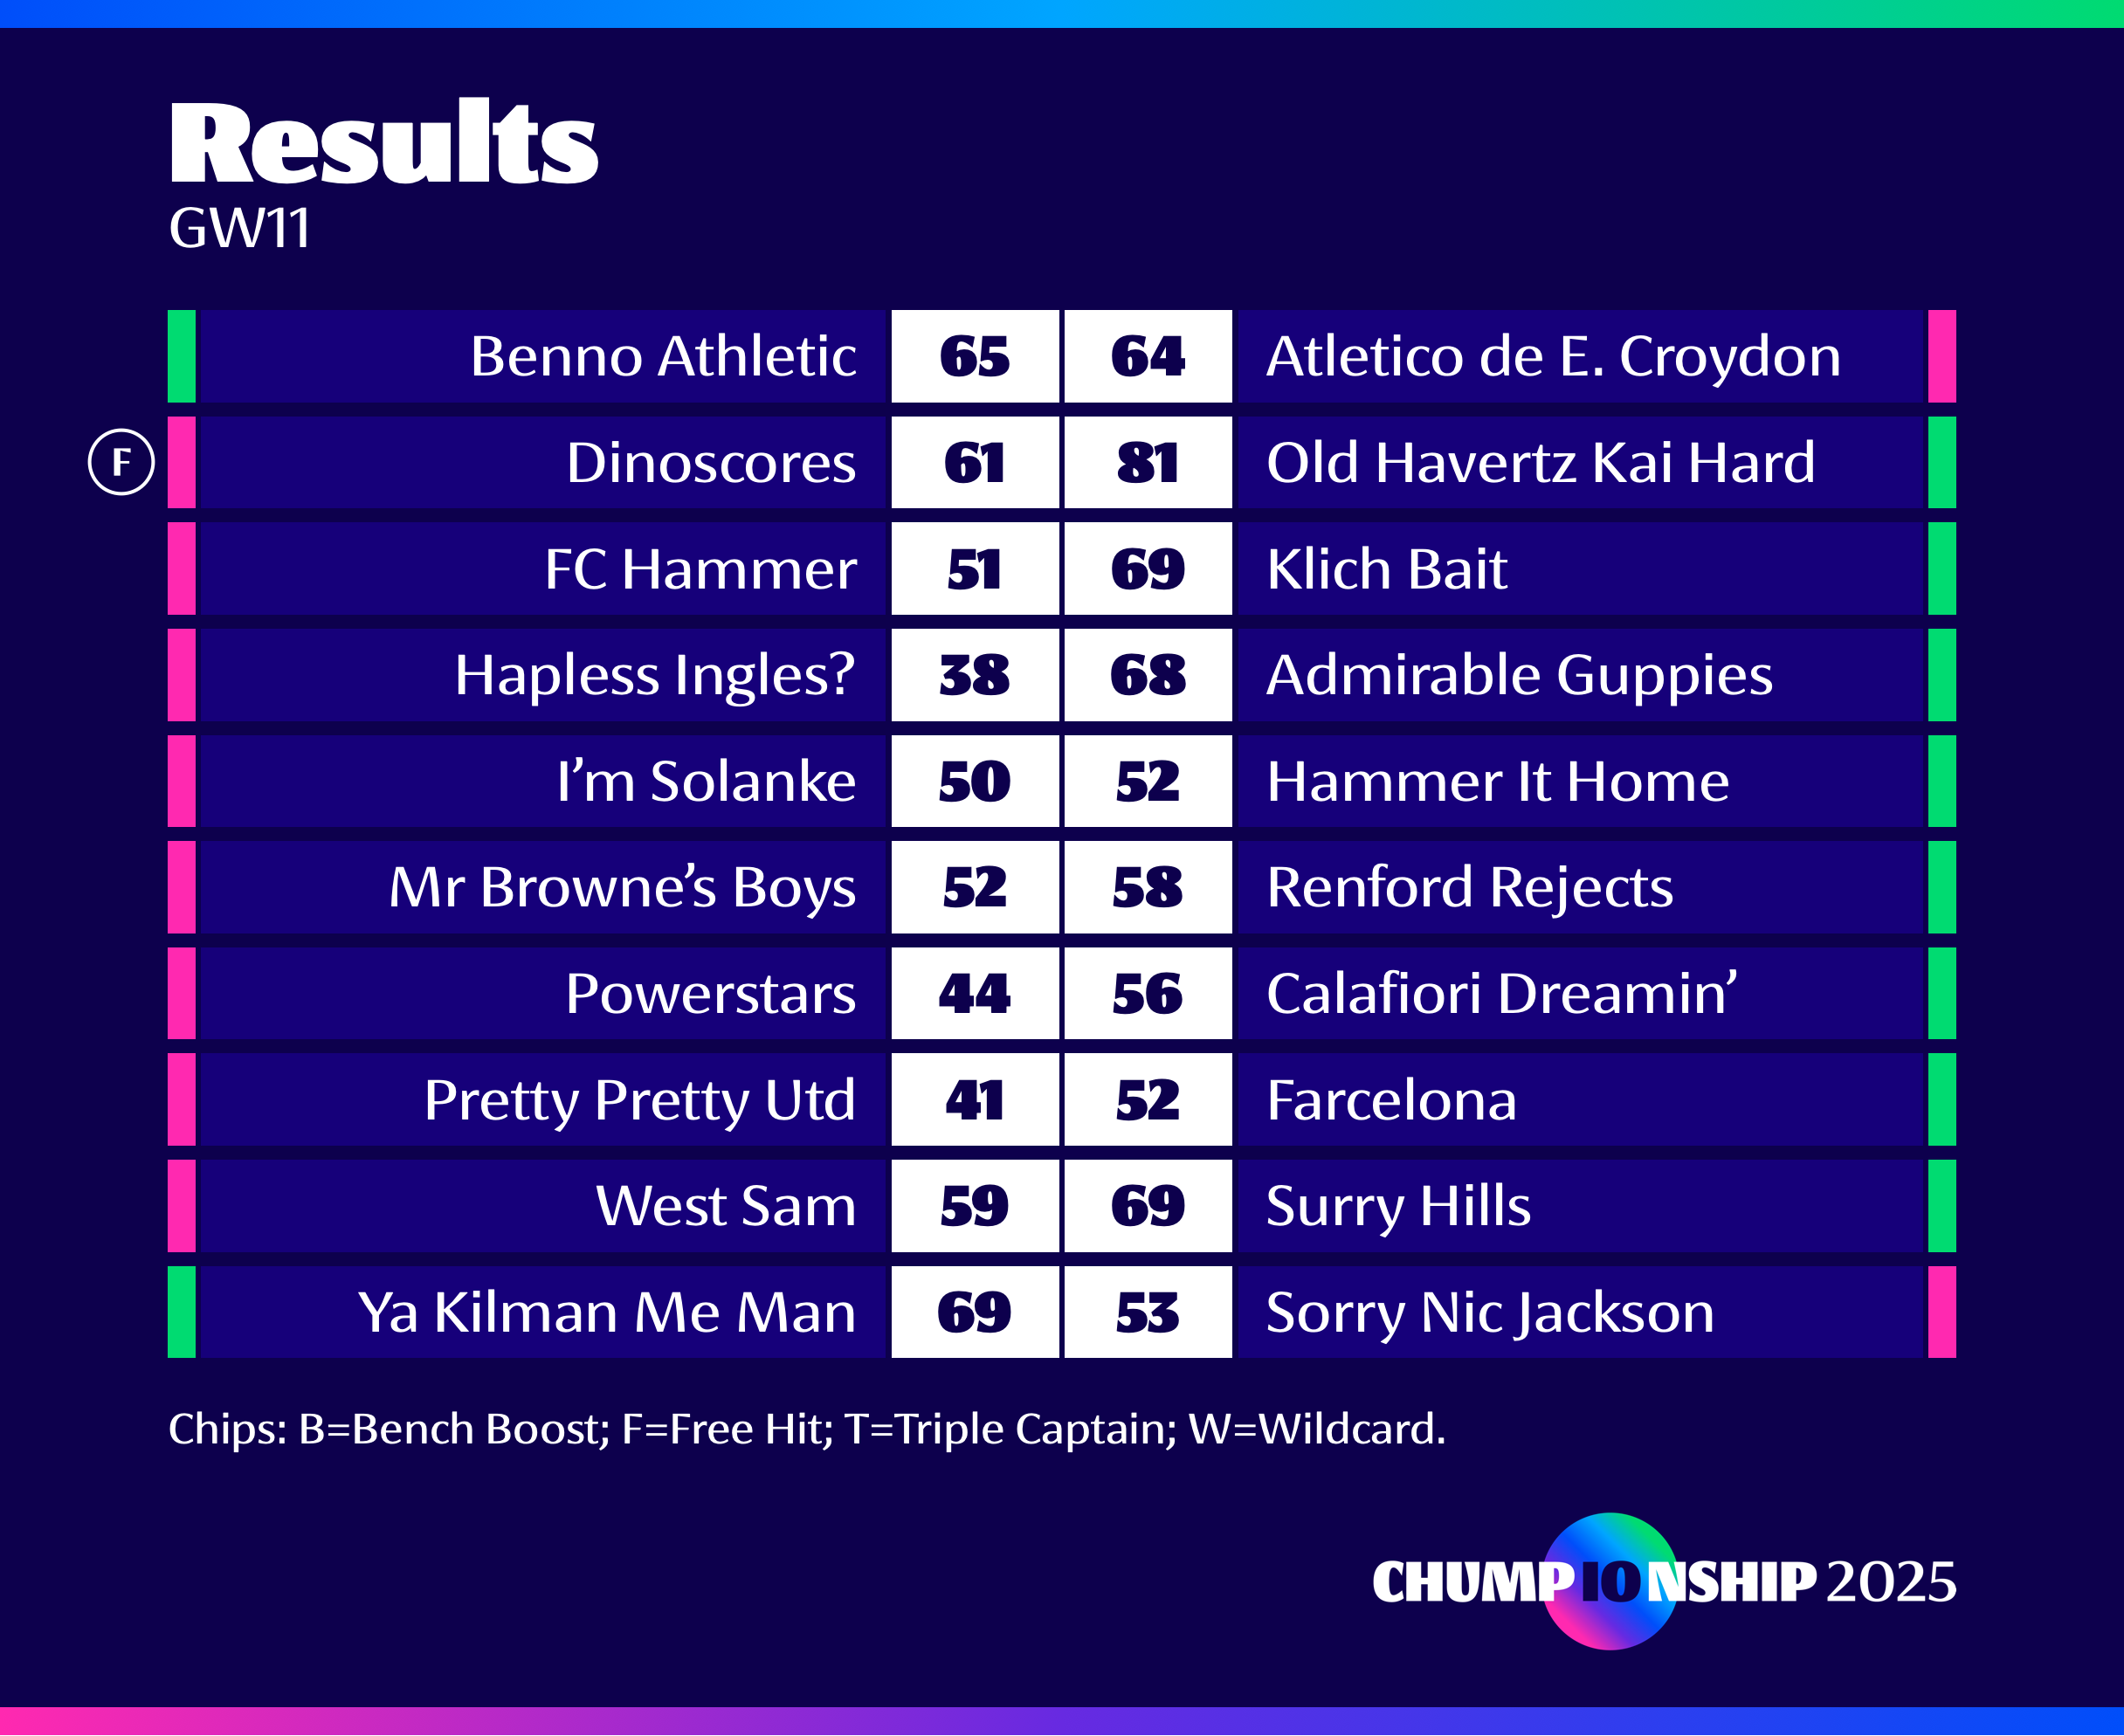 Results
GW11
Benno Athletic 65 64 Atletico de E. Croydon
F Dinoscores 61 81 Old Havertz Kai Hard
FC Hammer 51 69 Klich Bait
Hapless Ingles? 38 68 Admirable Guppies
I’m Solanke 50 52 Hammer It Home
Mr Browne’s Boys 52 58 Renford Rejects
Powerstars 44 56 Calafiori Dreamin’
Pretty Pretty Utd 41 52 Farcelona
West Sam 59 69 Surry Hills
Ya Kilman Me Man 69 53 Sorry Nic Jackson
Chips: B=Bench Boost; F=Free Hit; T=Triple Captain; W=Wildcard.
CHUMPIONSHIP 2025